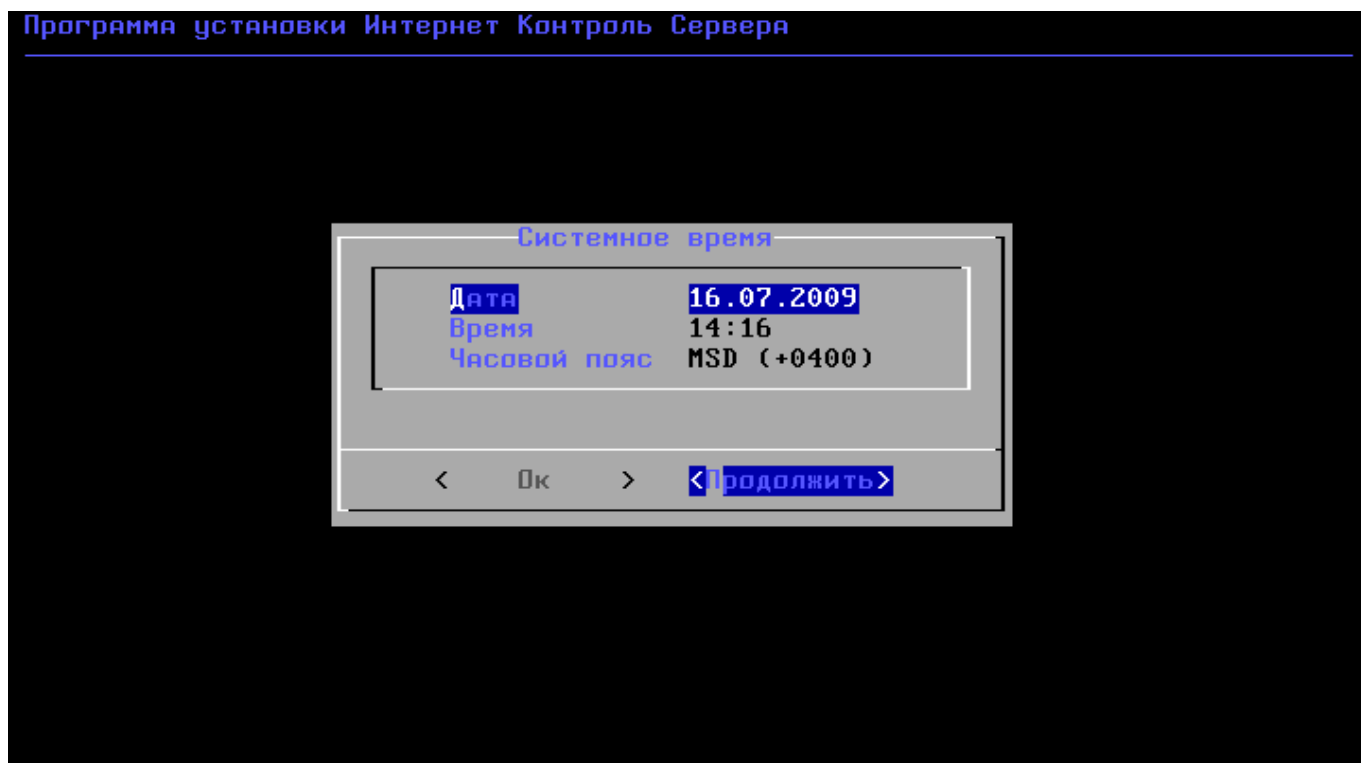 Программа установки Интернет Контроль Сервера
Системное время
Дата 16.07.2009
Время 14:16
Часовой пояс MSD (+0400)
< Ок > <Продолжить>